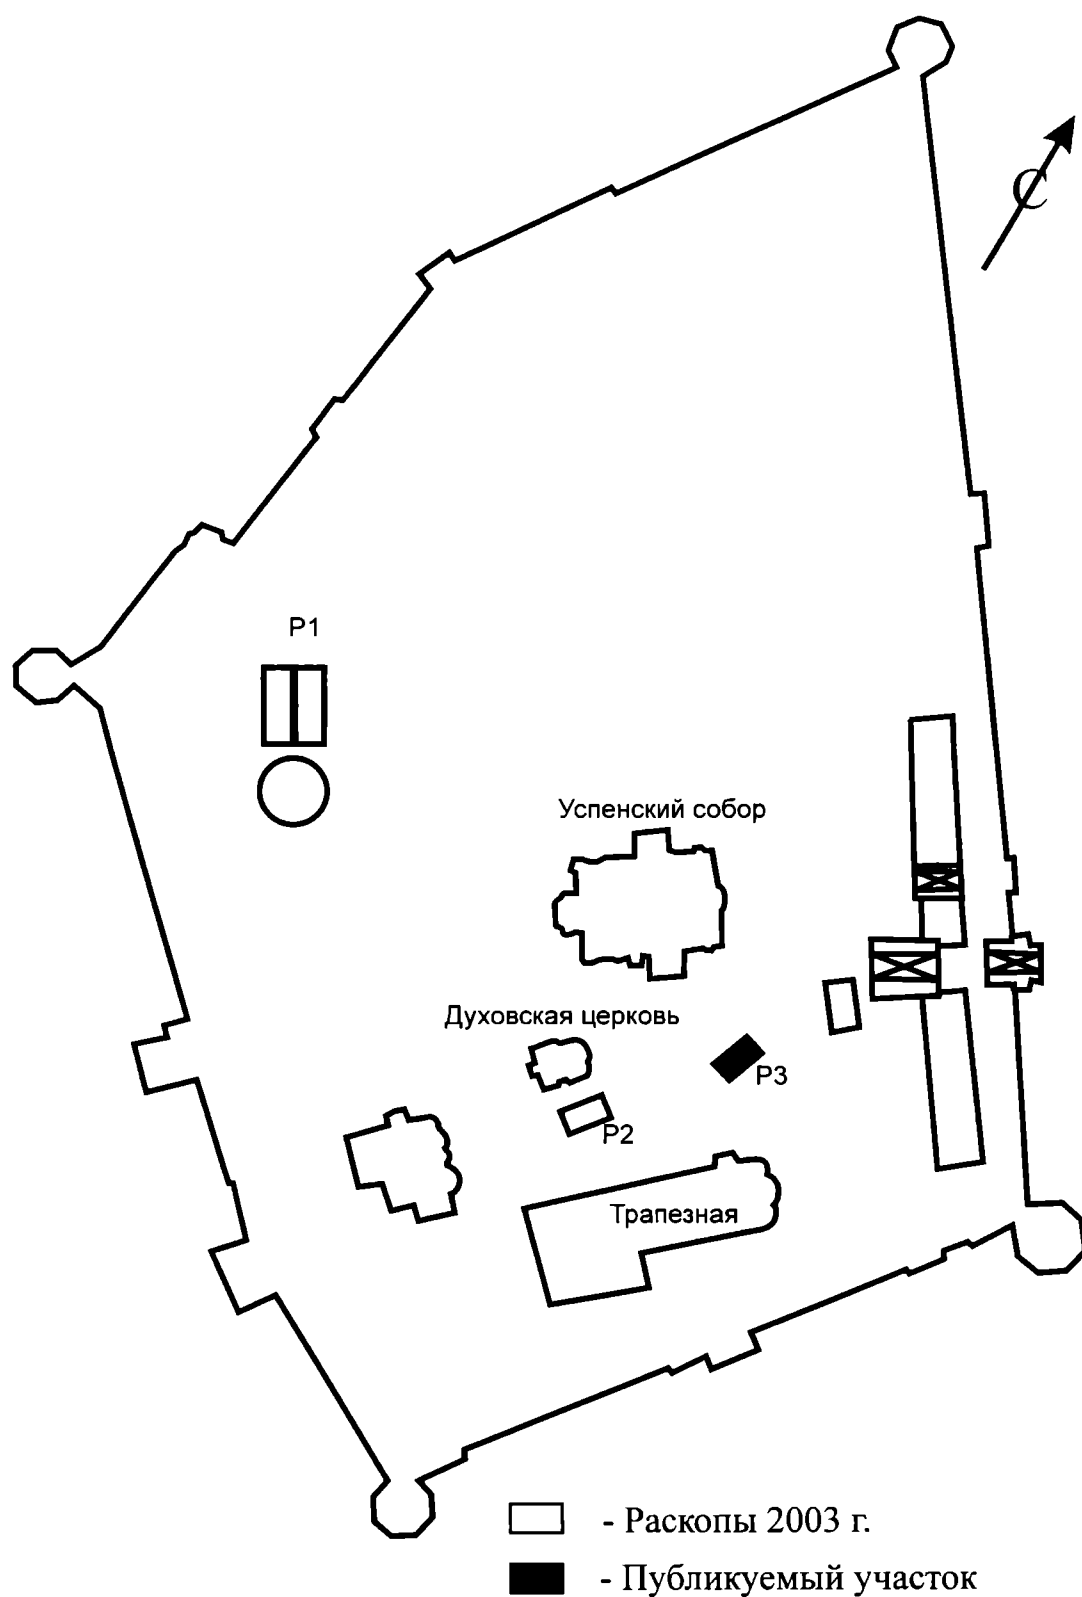 С
Р1
Успенский собор
Духовская церковь
Р3
Р2
Трапезная
- Раскопы 2003 г.
- Публикуемый участок